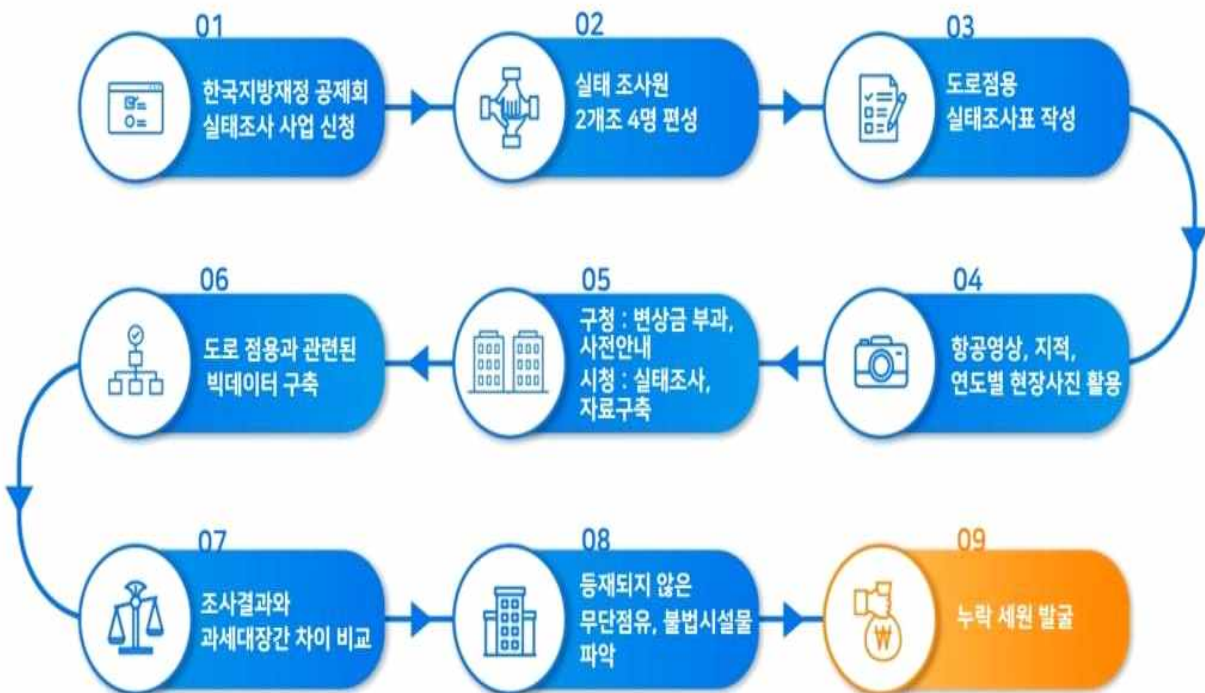 01
한국지방재정 공제회
실태조사 사업 신청
02
실태 조사원
2개조 4명 편성
03
도로점용
실태조사표 작성
04
항공영상, 지적,
연도별 현장사진 활용
05
구청 : 변상금 부과,
사전안내
시청 : 실태조사,
자료구축
06
도로 점용과 관련된
빅데이터 구축
07
조사결과와
과세대장간 차이 비교
08
등재되지 않은
무단점유, 불법시설물
파악
09
₩
누락 세원 발굴